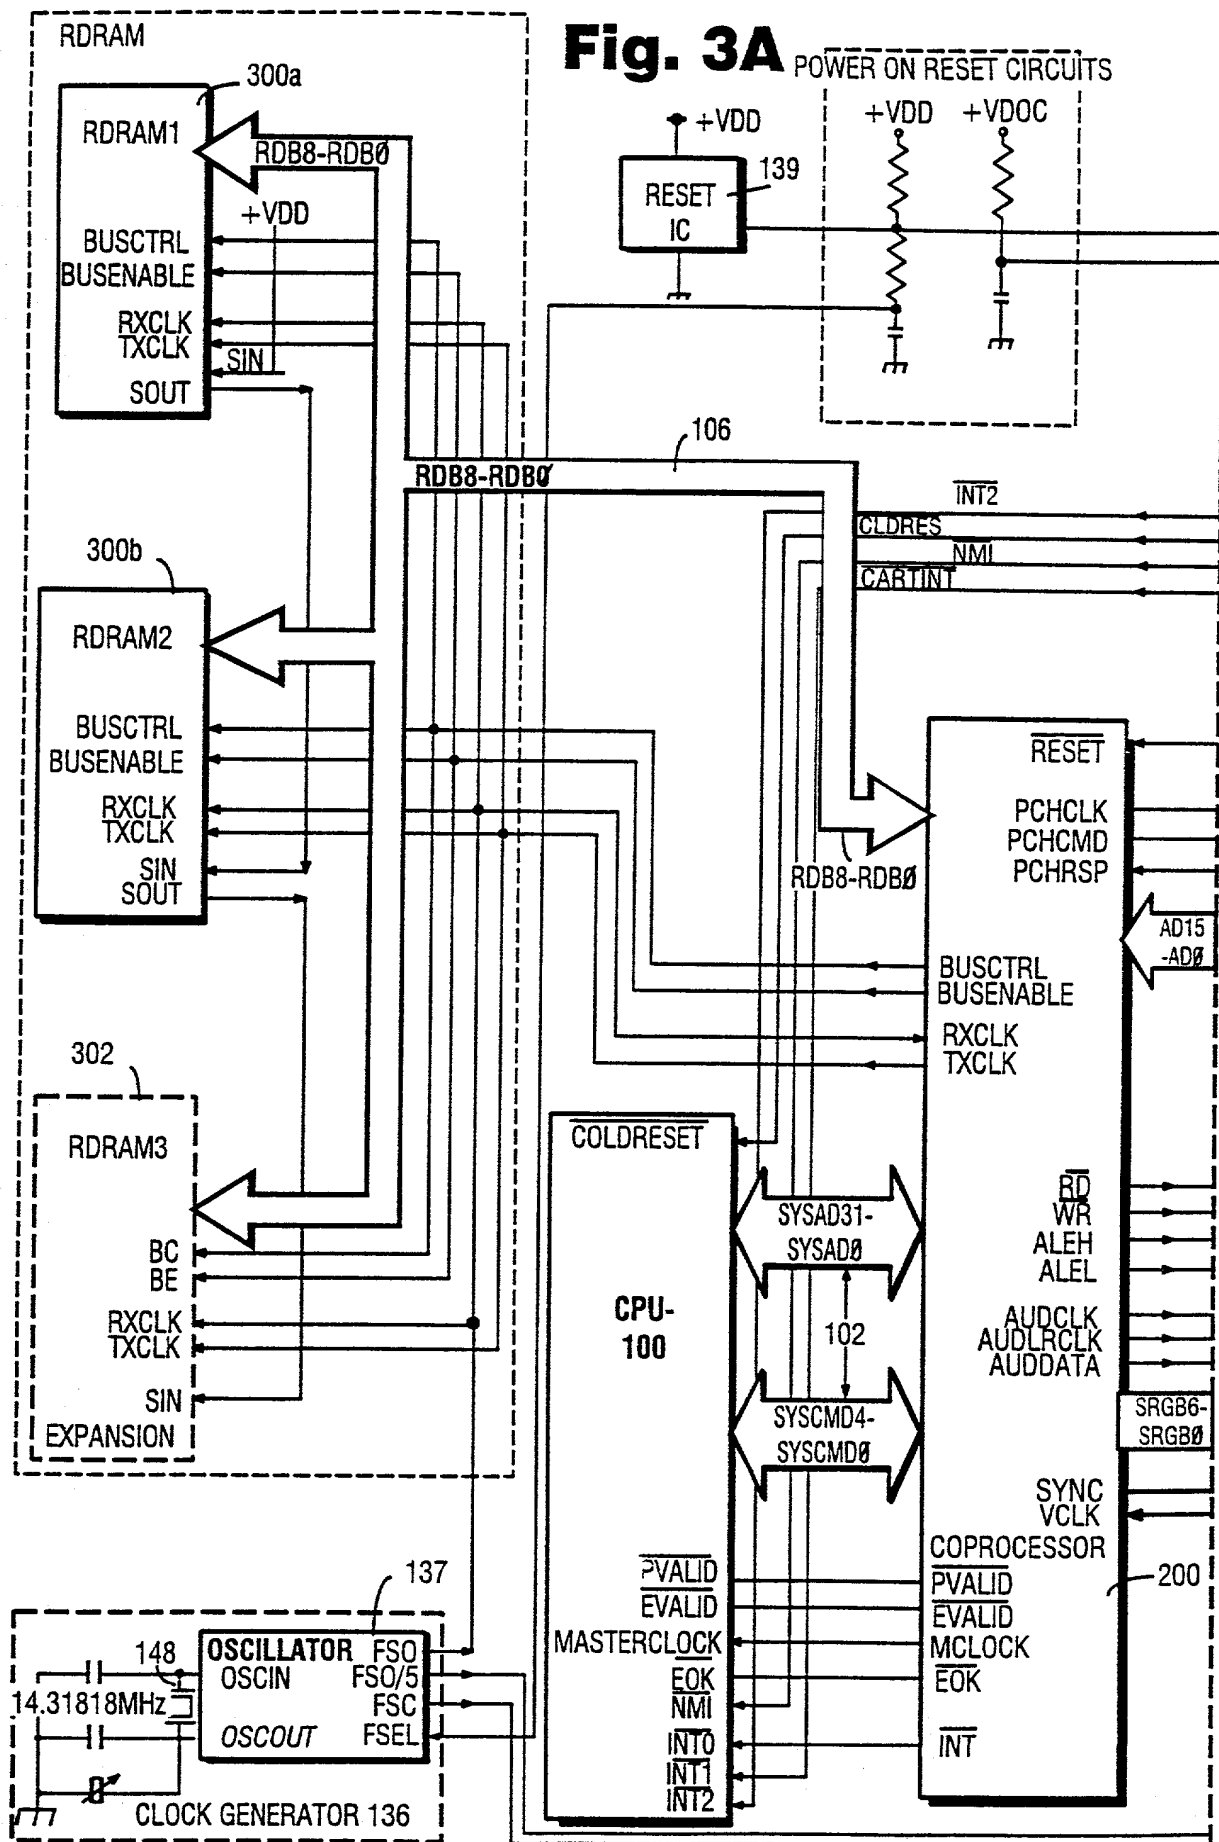 Fig. 3A
RDRAM
300a
RDRAM1
RDB8-RDBØ
+VDD
BUSCTRL
BUSENABLE
RXCLK
TXCLK
SIN
SOUT
+VDD
RESET
IC
139
POWER ON RESET CIRCUITS
+VDD
+VDOC
106
RDB8-RDBØ
INT2
CLDRES
NMI
CARTINT
300b
RDRAM2
BUSCTRL
BUSENABLE
RXCLK
TXCLK
SIN
SOUT
RDB8-RDBØ
RESET
PCHCLK
PCHCMD
PCHRSP
AD15
-ADØ
BUSCTRL
BUSENABLE
RXCLK
TXCLK
302
RDRAM3
BC
BE
RXCLK
TXCLK
SIN
EXPANSION
COLDRESET
SYSAD31-
SYSADØ
CPU-
100
102
SYSCMD4-
SYSCMDØ
RD
WR
ALEH
ALEL
AUDCLK
AUDLRCLK
AUDDATA
SRGB6-
SRGBØ
SYNC
VCLK
COPROCESSOR
200
PVALID
EVALID
MASTERCLOCK
EOK
NMI
INT0
INT1
INT2
PVALID
EVALID
MCLOCK
EOK
INT
137
148
OSCILLATOR
OSCIN
OSCOUT
FSO
FSO/5
FSC
FSEL
14.31818MHz
CLOCK GENERATOR 136